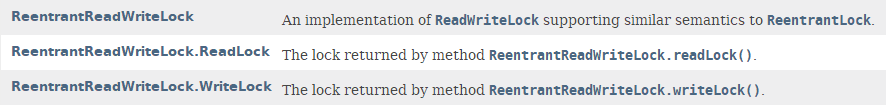 ReentrantReadWriteLock An implementation of ReadWriteLock supporting similar semantics to ReentrantLock.
ReentrantReadWriteLock.ReadLock The lock returned by method ReentrantReadWriteLock.readLock().
ReentrantReadWriteLock.WriteLock The lock returned by method ReentrantReadWriteLock.writeLock().